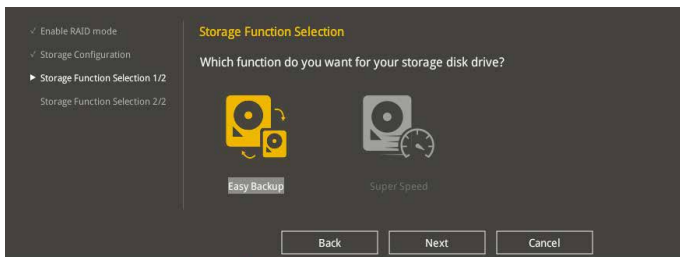 ✓ Enable RAID mode
✓ Storage Configuration
▶ Storage Function Selection 1/2
Storage Function Selection 2/2
Storage Function Selection
Which function do you want for your storage disk drive?
Easy Backup
Super Speed
Back
Next
Cancel